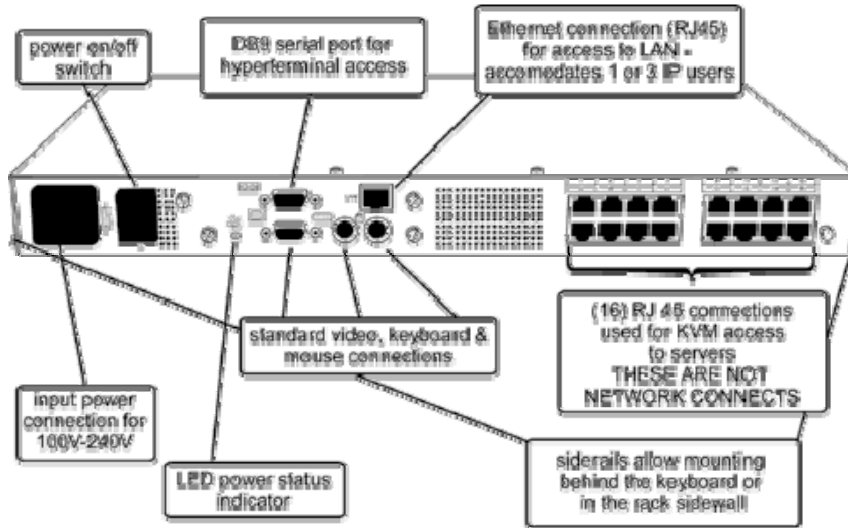 power on/off
switch
DB9 serial port for
hyperterminal access
Ethernet connection (RJ45)
for access to LAN -
accomodates 1 or 3 IP users
standard video, keyboard &
mouse connections
(16) RJ 45 connections
used for KVM access
to servers
THESE ARE NOT
NETWORK CONNECTS
input power
connection for
100V-240V
LED power status
indicator
siderails allow mounting
behind the keyboard or
in the rack sidewall